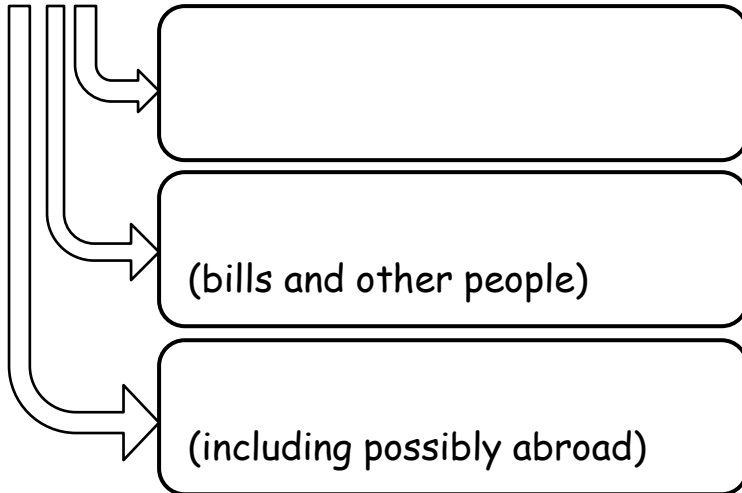 (bills and other people)
(including possibly abroad)